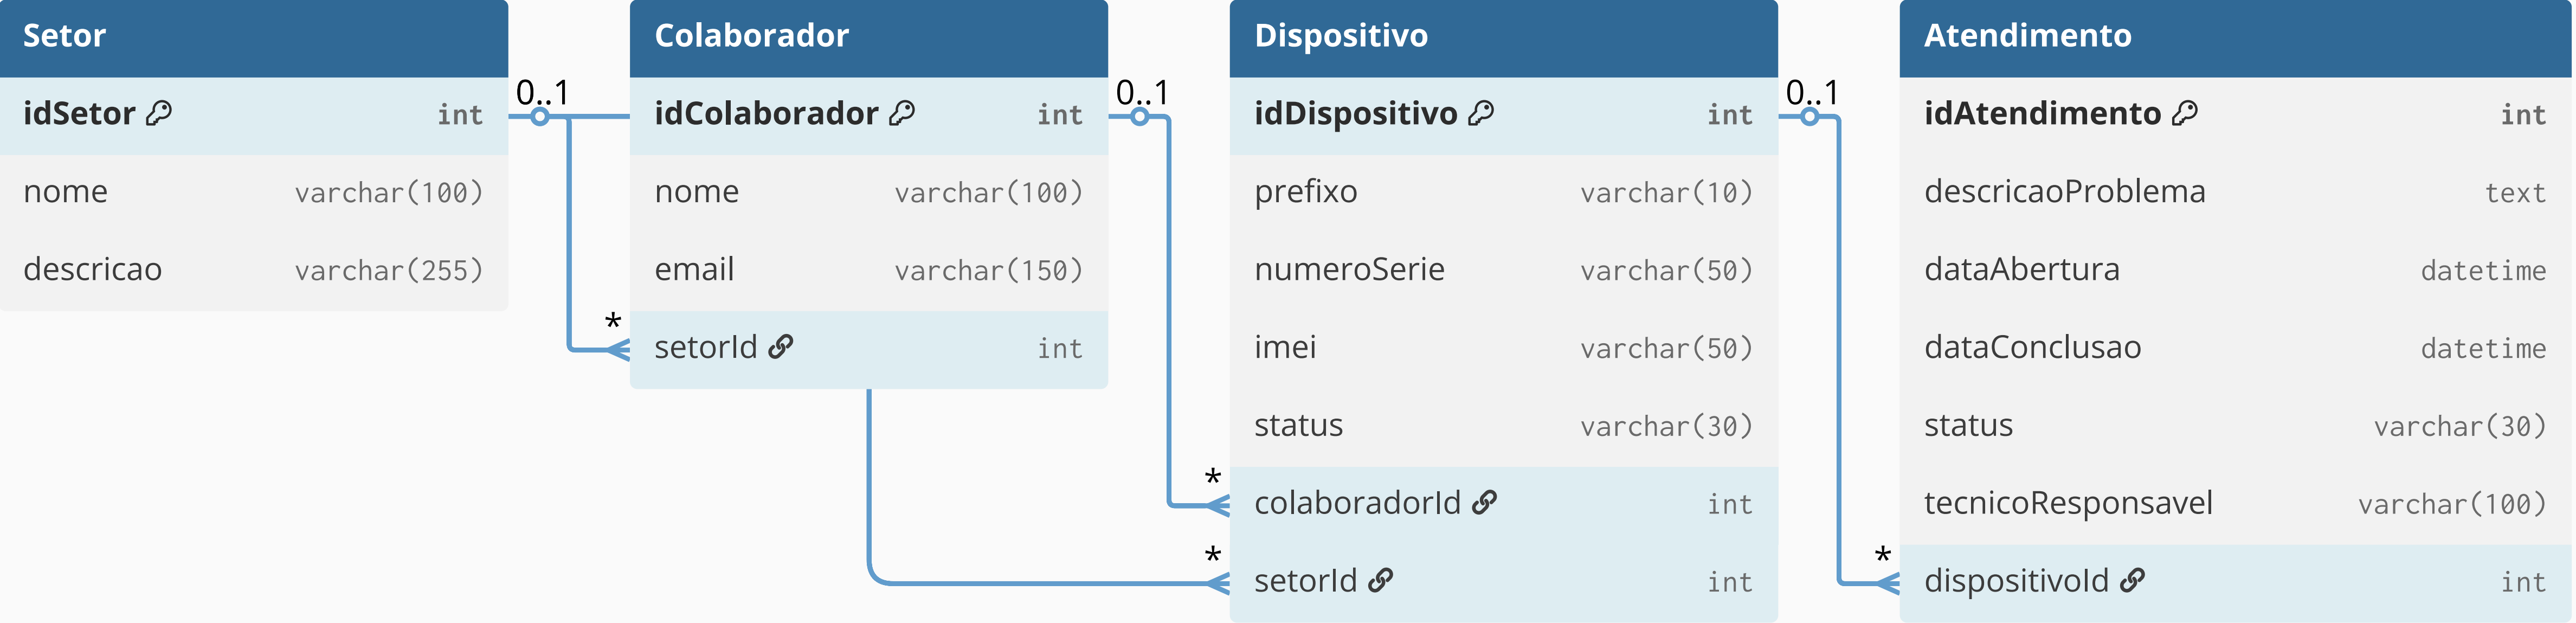 Setor
idSetor int
nome varchar(100)
descricao varchar(255)
0..1
*
Colaborador
idColaborador int
nome varchar(100)
email varchar(150)
setorId int
0..1
*
*
Dispositivo
idDispositivo int
prefixo varchar(10)
numeroSerie varchar(50)
imei varchar(50)
status varchar(30)
colaboradorId int
setorId int
0..1
*
Atendimento
idAtendimento int
descricaoProblema text
dataAbertura datetime
dataConclusao datetime
status varchar(30)
tecnicoResponsavel varchar(100)
dispositivoId int